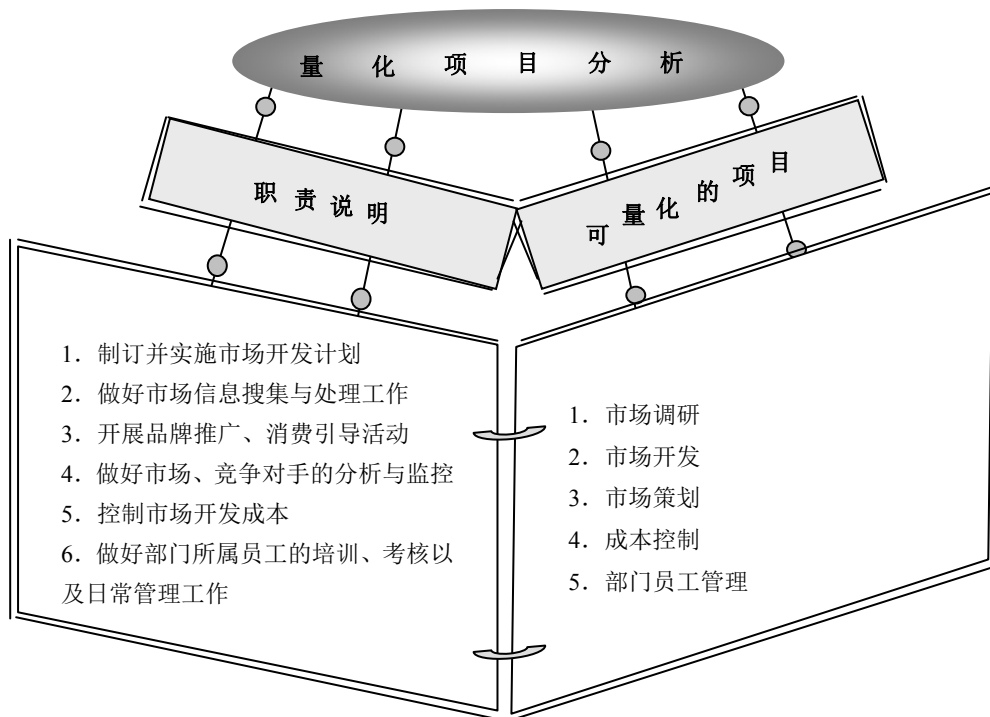 量化项目分析
职责说明
可量化的项目
1．制订并实施市场开发计划
2．做好市场信息搜集与处理工作
3．开展品牌推广、消费引导活动
4．做好市场、竞争对手的分析与监控
5．控制市场开发成本
6．做好部门所属员工的培训、考核以
及日常管理工作
1．市场调研
2．市场开发
3．市场策划
4．成本控制
5．部门员工管理